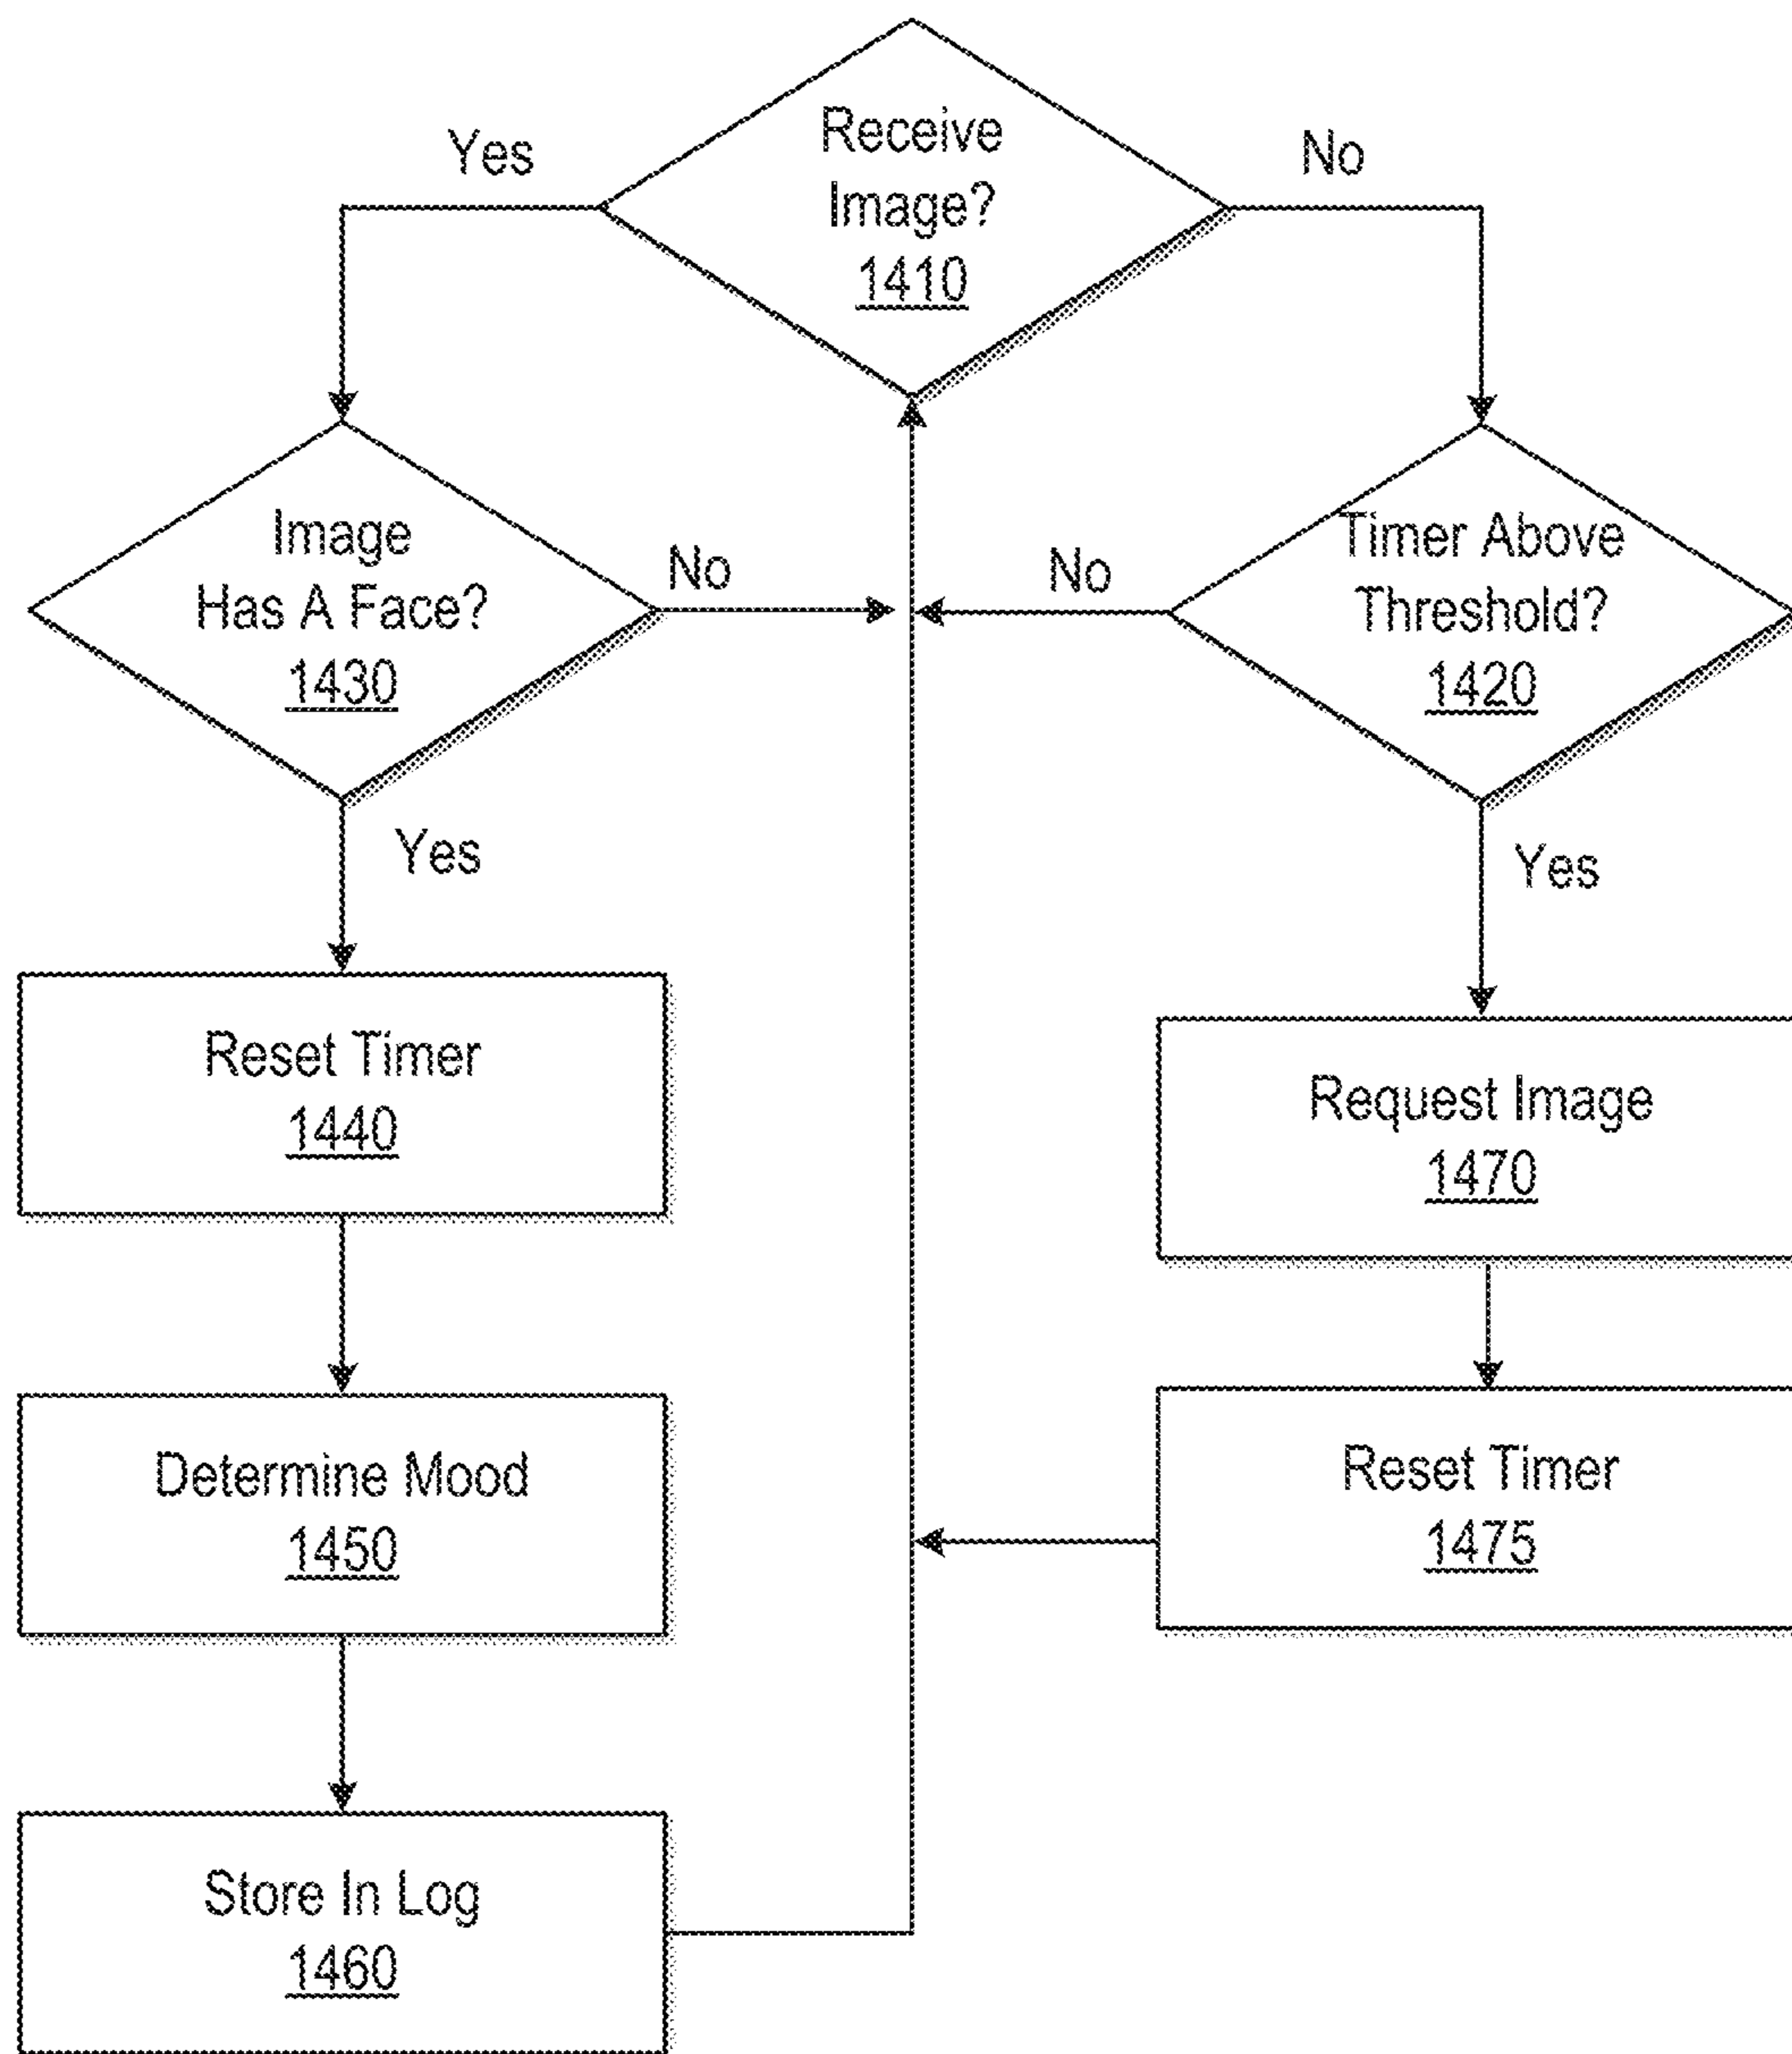 Receive
Image?
1410
Yes
No
Image
Has A Face?
1430
No
Yes
Timer Above
Threshold?
1420
No
Yes
Reset Timer
1440
Request Image
1470
Determine Mood
1450
Reset Timer
1475
Store In Log
1460